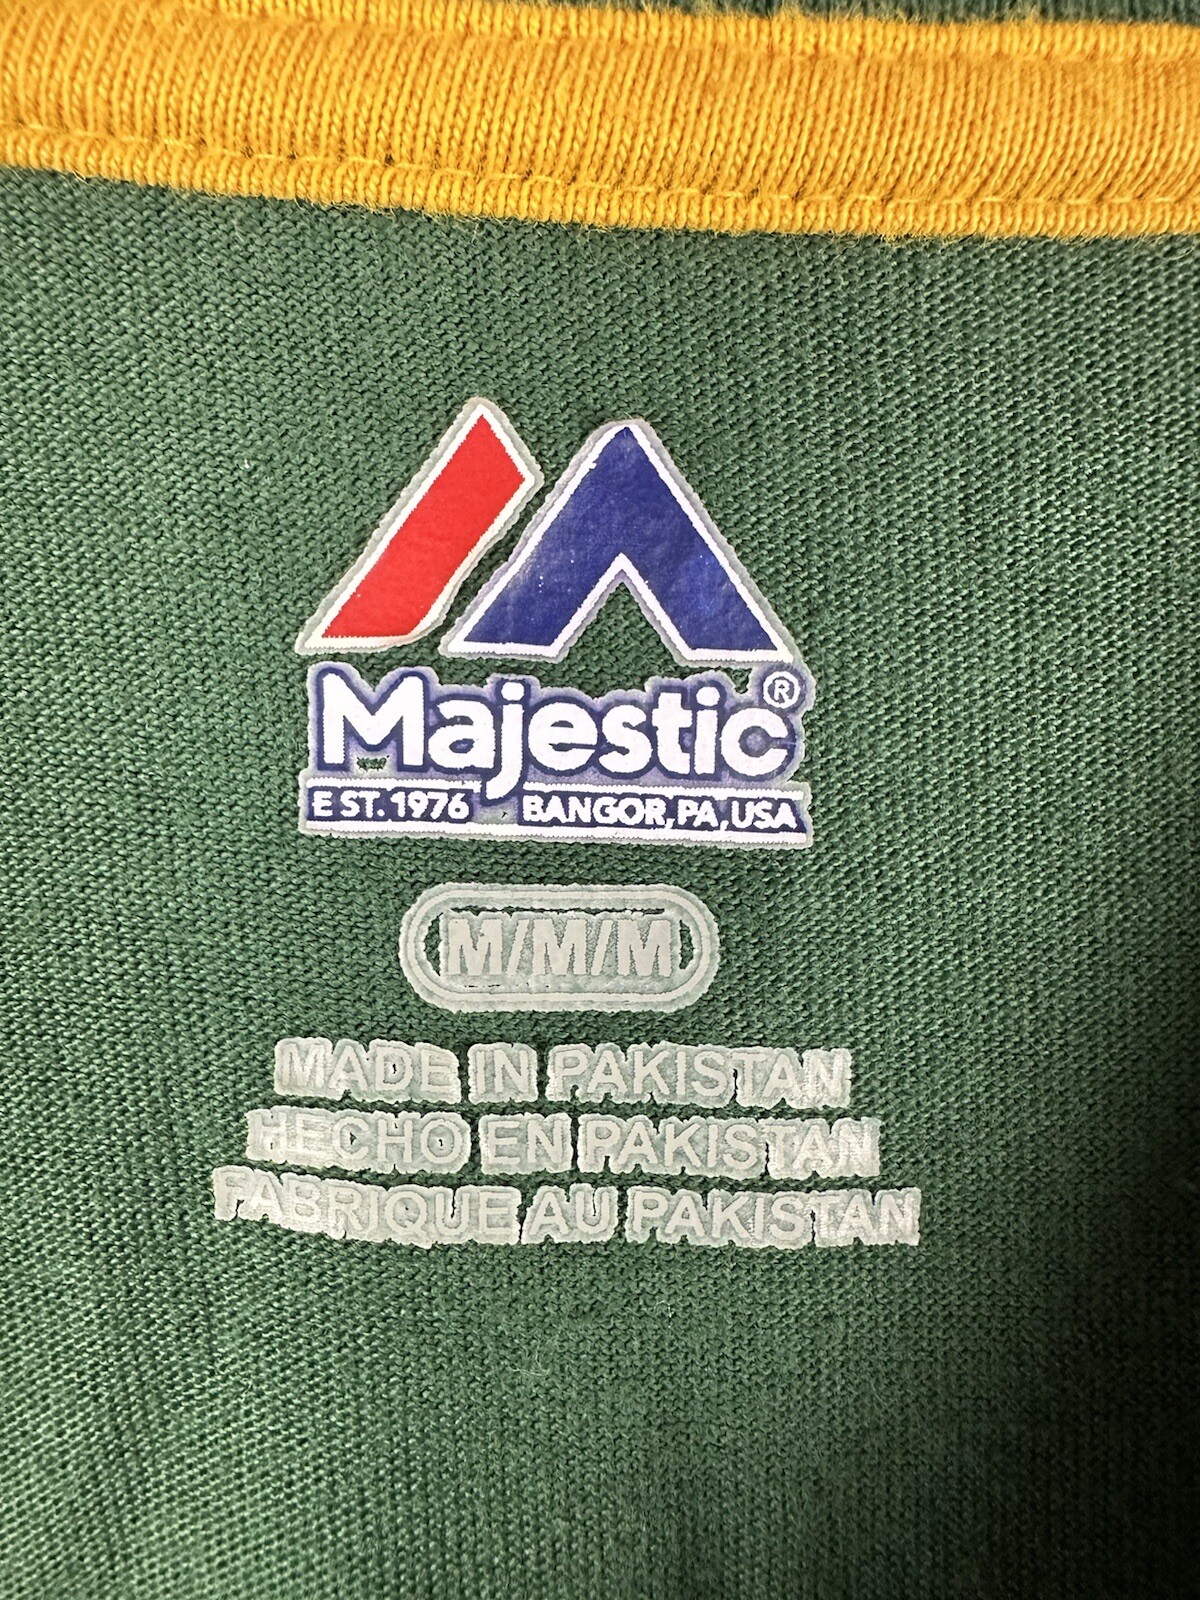 Majestic®
EST. 1976 BANGOR, PA, USA
M/M/M
MADE IN PAKISTAN
HECHO EN PAKISTAN
FABRIQUE AU PAKISTAN